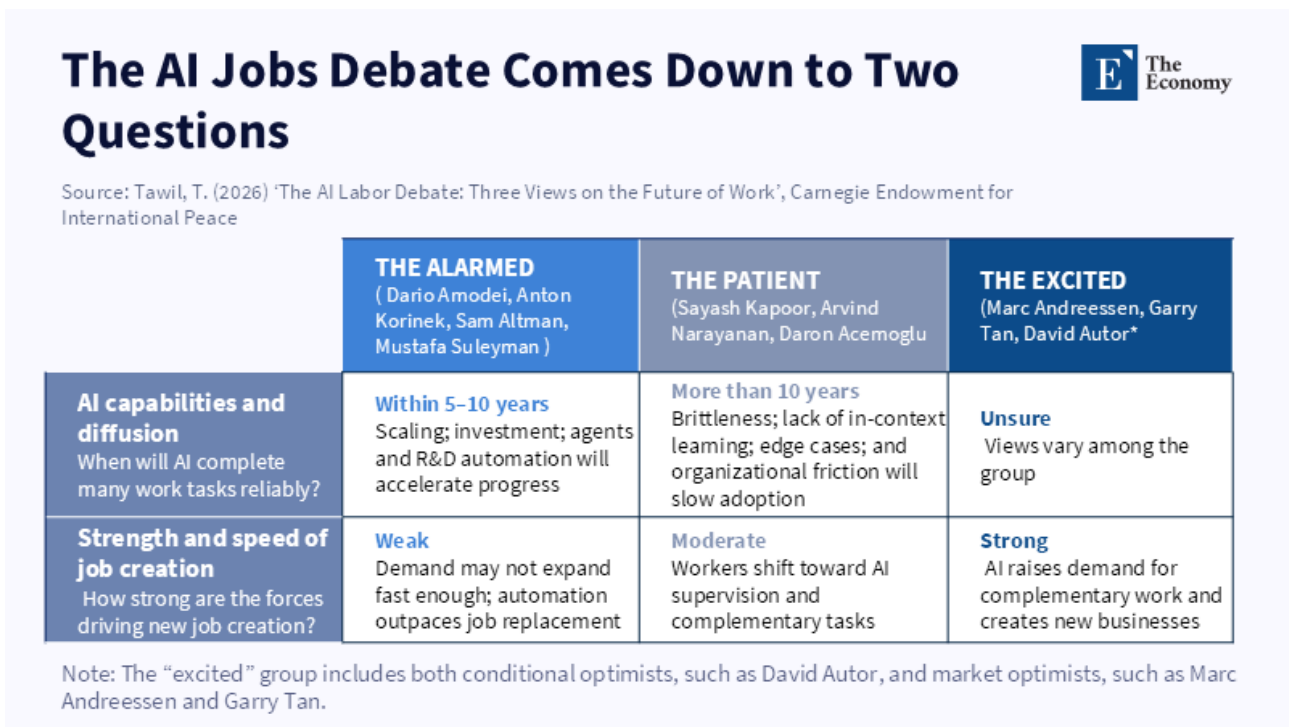 The AI Jobs Debate Comes Down to Two
Questions
E The
Economy
Source: Tawil, T. (2026) ‘The AI Labor Debate: Three Views on the Future of Work’, Carnegie Endowment for
International Peace
THE ALARMED
( Dario Amodei, Anton
Korinek, Sam Altman,
Mustafa Suleyman )
THE PATIENT
(Sayash Kapoor, Arvind
Narayanan, Daron Acemoglu
THE EXCITED
(Marc Andreessen, Garry
Tan, David Autor*
AI capabilities and
diffusion
When will AI complete
many work tasks reliably?
Within 5–10 years
Scaling; investment; agents
and R&D automation will
accelerate progress
More than 10 years
Brittleness; lack of in-context
learning; edge cases; and
organizational friction will
slow adoption
Unsure
Views vary among the
group
Strength and speed of
job creation
How strong are the forces
driving new job creation?
Weak
Demand may not expand
fast enough; automation
outpaces job replacement
Moderate
Workers shift toward AI
supervision and
complementary tasks
Strong
AI raises demand for
complementary work and
creates new businesses
Note: The “excited” group includes both conditional optimists, such as David Autor, and market optimists, such as Marc
Andreessen and Garry Tan.